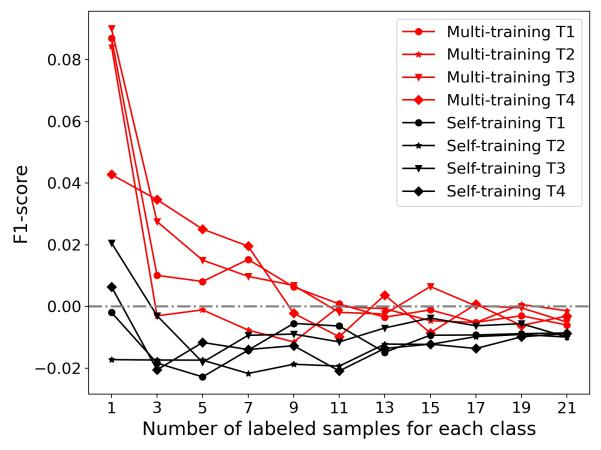 Multi-training T1
Multi-training T2
Multi-training T3
Multi-training T4
Self-training T1
Self-training T2
Self-training T3
Self-training T4
F1-score
0.08
0.06
0.04
0.02
0.00
−0.02
1 3 5 7 9 11 13 15 17 19 21
Number of labeled samples for each class